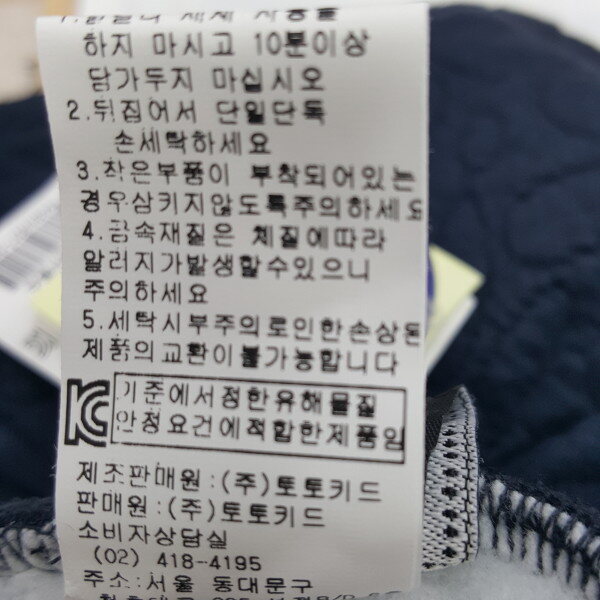 하지 마시고 10분이상
담가두지 마십시오
2.뒤집어서 단일단독
손세탁하세요
3.작은부품이 부착되어있는
경우삼키지않도록주의하세요
4.금속재질은 체질에따라
알러지가발생할수있으니
주의하세요
5.세탁시부주의로인한손상된
제품의교환이불가능합니다
기준에서정한유해물질
안정요건에적합한제품임
제조판매원:(주)토토키드
판매원:(주)토토키드
소비자상담실
(02) 418-4195
주소:서울 동대문구